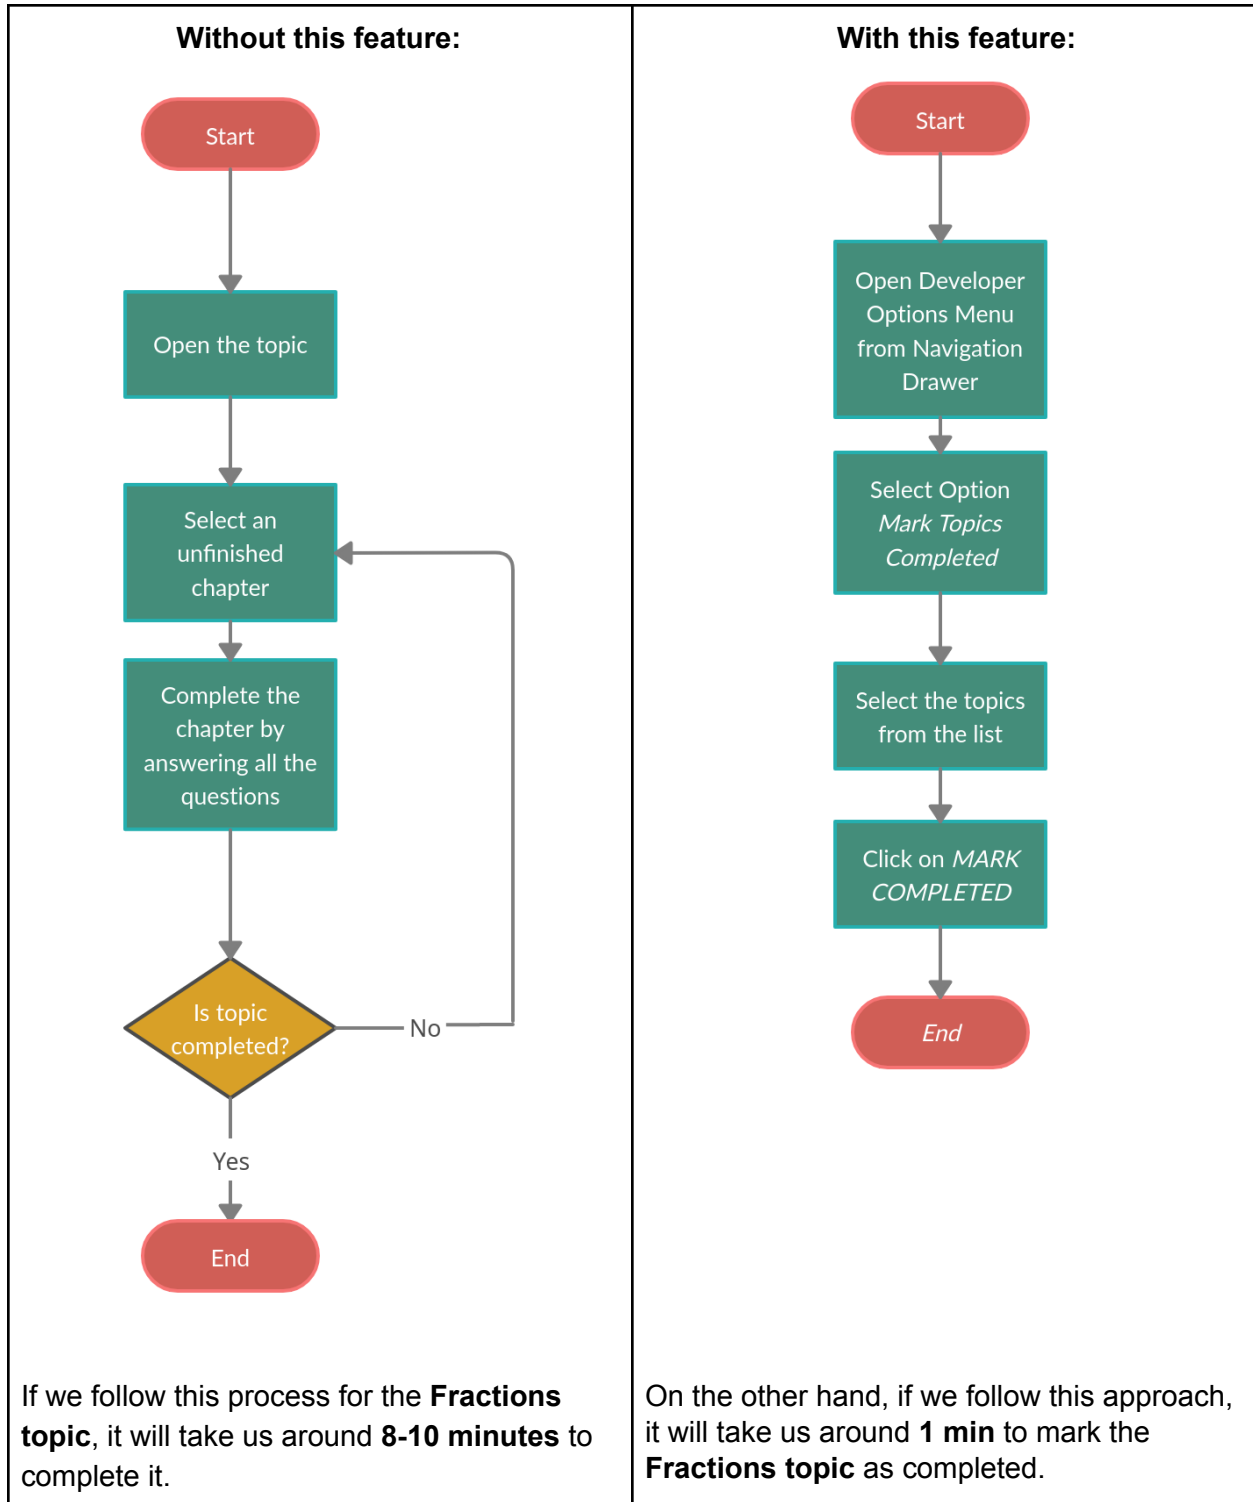 Without this feature:
Start
Open the topic
Select an
unfinished
chapter
Complete the
chapter by
answering all the
questions
Is topic
completed?
No
Yes
End
If we follow this process for the Fractions
topic, it will take us around 8-10 minutes to
complete it.
With this feature:
Start
Open Developer
Options Menu
from Navigation
Drawer
Select Option
Mark Topics
Completed
Select the topics
from the list
Click on MARK
COMPLETED
End
On the other hand, if we follow this approach,
it will take us around 1 min to mark the
Fractions topic as completed.